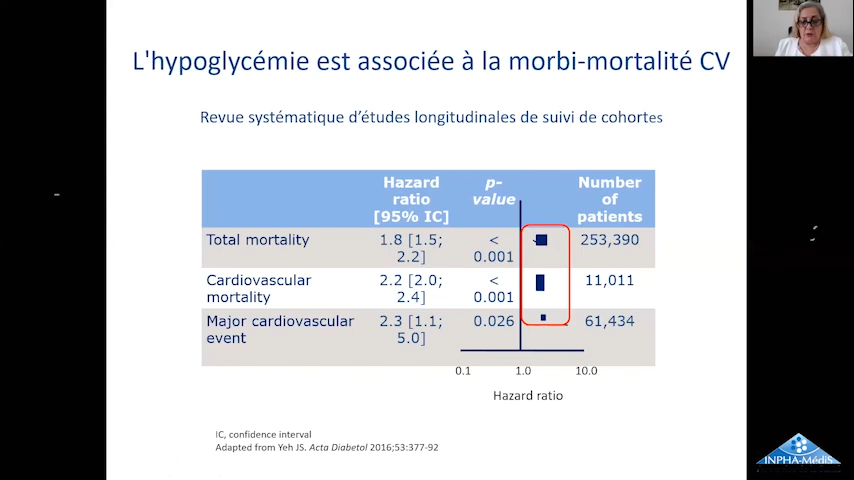 L'hypoglycémie est associée à la morbi-mortalité CV
Revue systématique d'études longitudinales de suivi de cohortes
Hazard ratio [95% IC] p-value Number of patients
Total mortality 1.8 [1.5; 2.2] < 0.001 253,390
Cardiovascular mortality 2.2 [2.0; 2.4] < 0.001 11,011
Major cardiovascular event 2.3 [1.1; 5.0] 0.026 61,434
0.1 1.0 10.0
Hazard ratio
IC, confidence interval
Adapted from Yeh JS. Acta Diabetol 2016;53:377-92
INPHA-MédiS